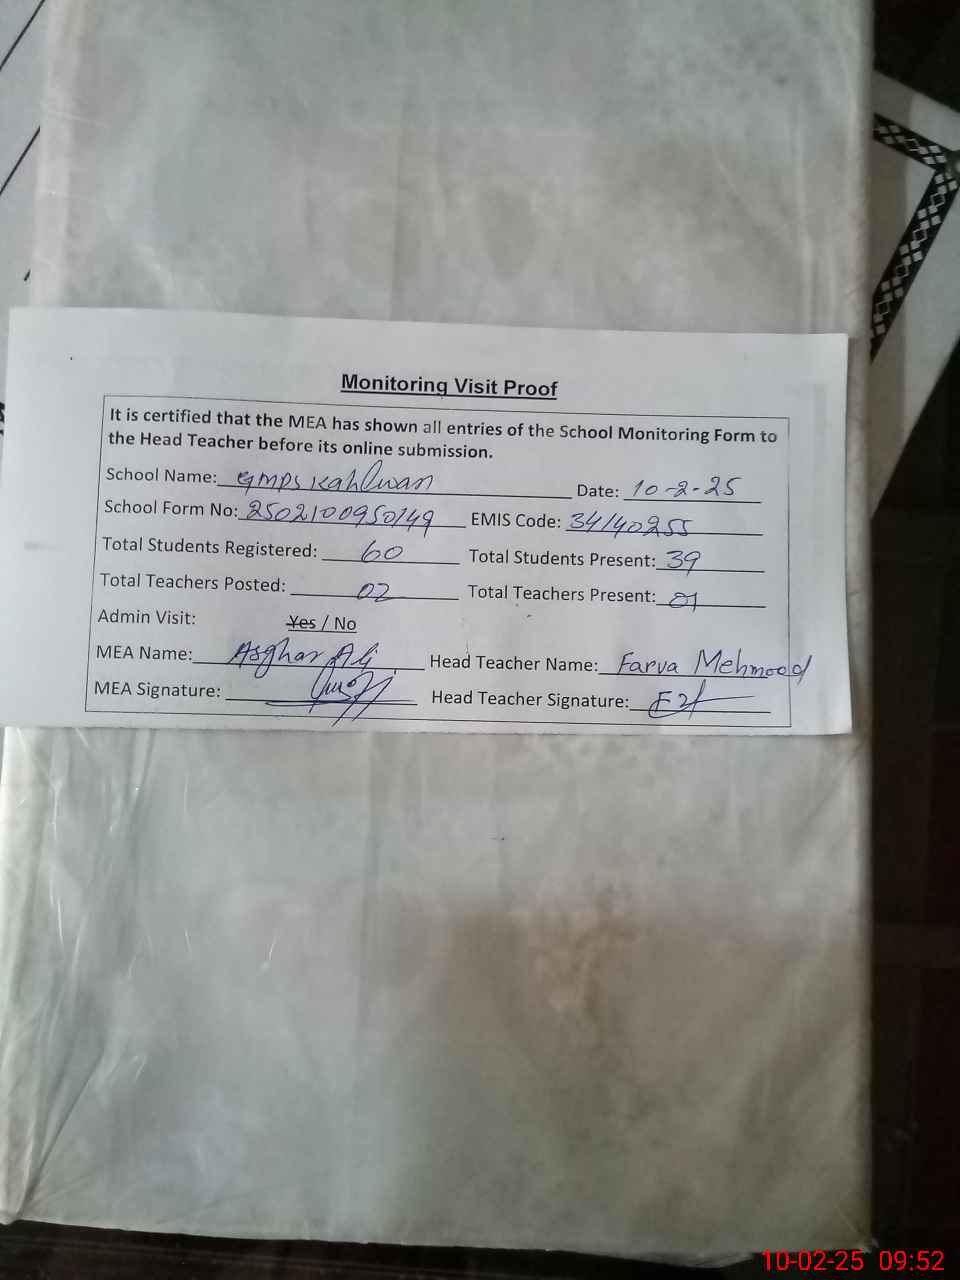 Monitoring Visit Proof
It is certified that the MEA has shown all entries of the School Monitoring Form to
the Head Teacher before its online submission.
School Name: GMPS Kahlwan Date: 10-2-25
School Form No: 2502100950149 EMIS Code: 34140255
Total Students Registered: 60 Total Students Present: 39
Total Teachers Posted: 02 Total Teachers Present: 01
Admin Visit: Yes / No
MEA Name: Asghar Ali Head Teacher Name: Farva Mehmood
MEA Signature: Head Teacher Signature:
10-02-25 09:52